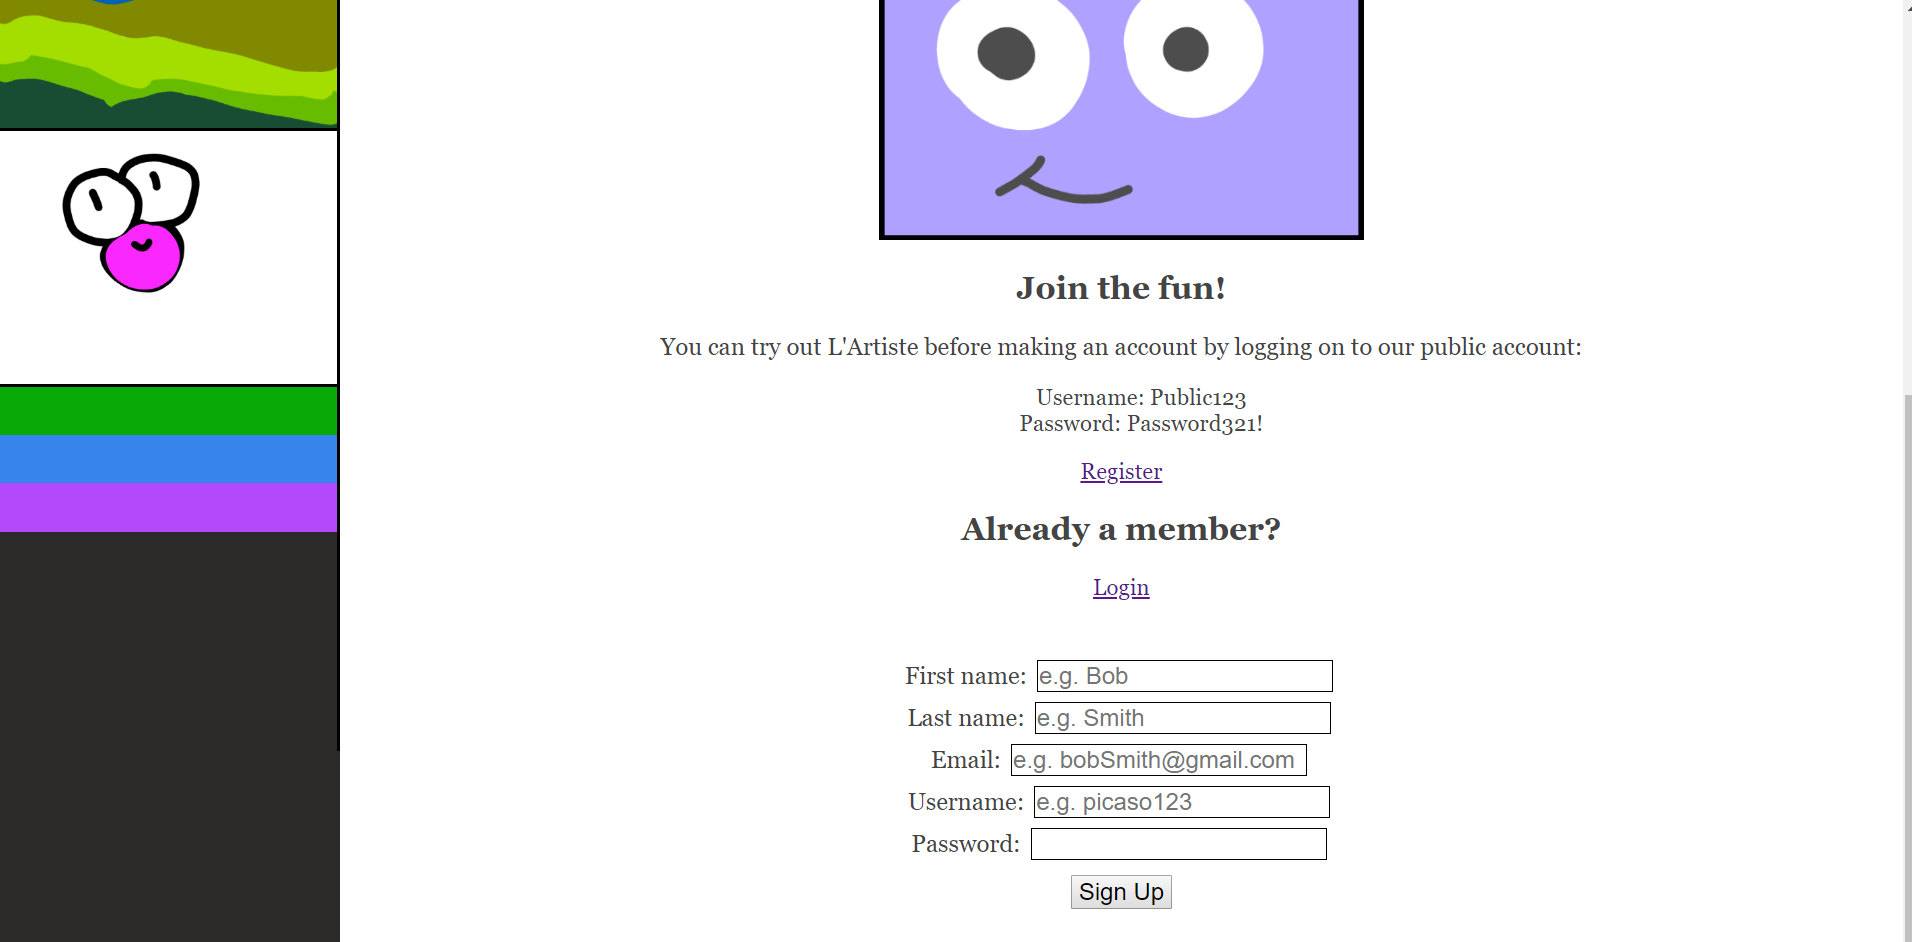 Join the fun!
You can try out L'Artiste before making an account by logging on to our public account:
Username: Public123
Password: Password321!
Register
Already a member?
Login
First name: e.g. Bob
Last name: e.g. Smith
Email: e.g. bobSmith@gmail.com
Username: e.g. picaso123
Password:
Sign Up